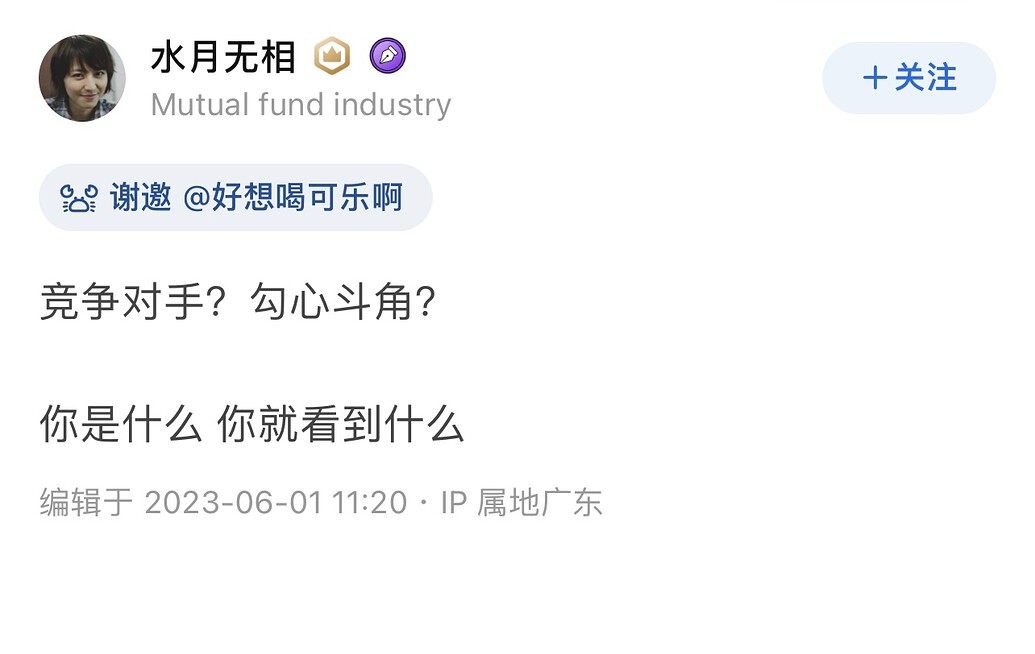 水月无相
Mutual fund industry
+关注
谢邀 @好想喝可乐啊
竞争对手？勾心斗角？
你是什么 你就看到什么
编辑于 2023-06-01 11:20 · IP 属地广东